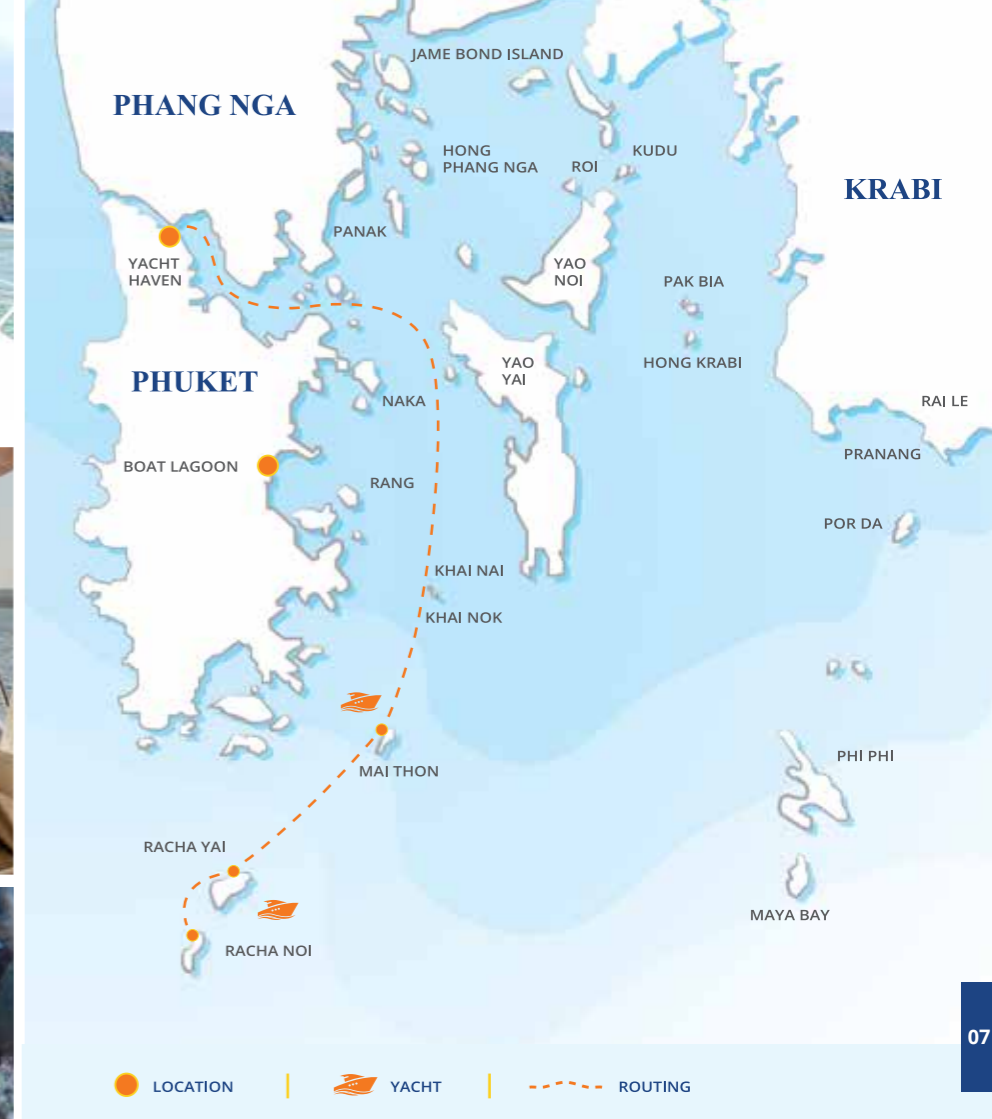 JAME BOND ISLAND
PHANG NGA
HONG
PHANG NGA
ROI
KUDU
KRABI
PANAK
YACHT
HAVEN
YAO
NOI
PAK BIA
HONG KRABI
YAO
YAI
PHUKET
NAKA
RAI LE
PRANANG
BOAT LAGOON
RANG
POR DA
KHAI NAI
KHAI NOK
MAI THON
PHI PHI
RACHA YAI
MAYA BAY
RACHA NOI
07
LOCATION
YACHT
ROUTING